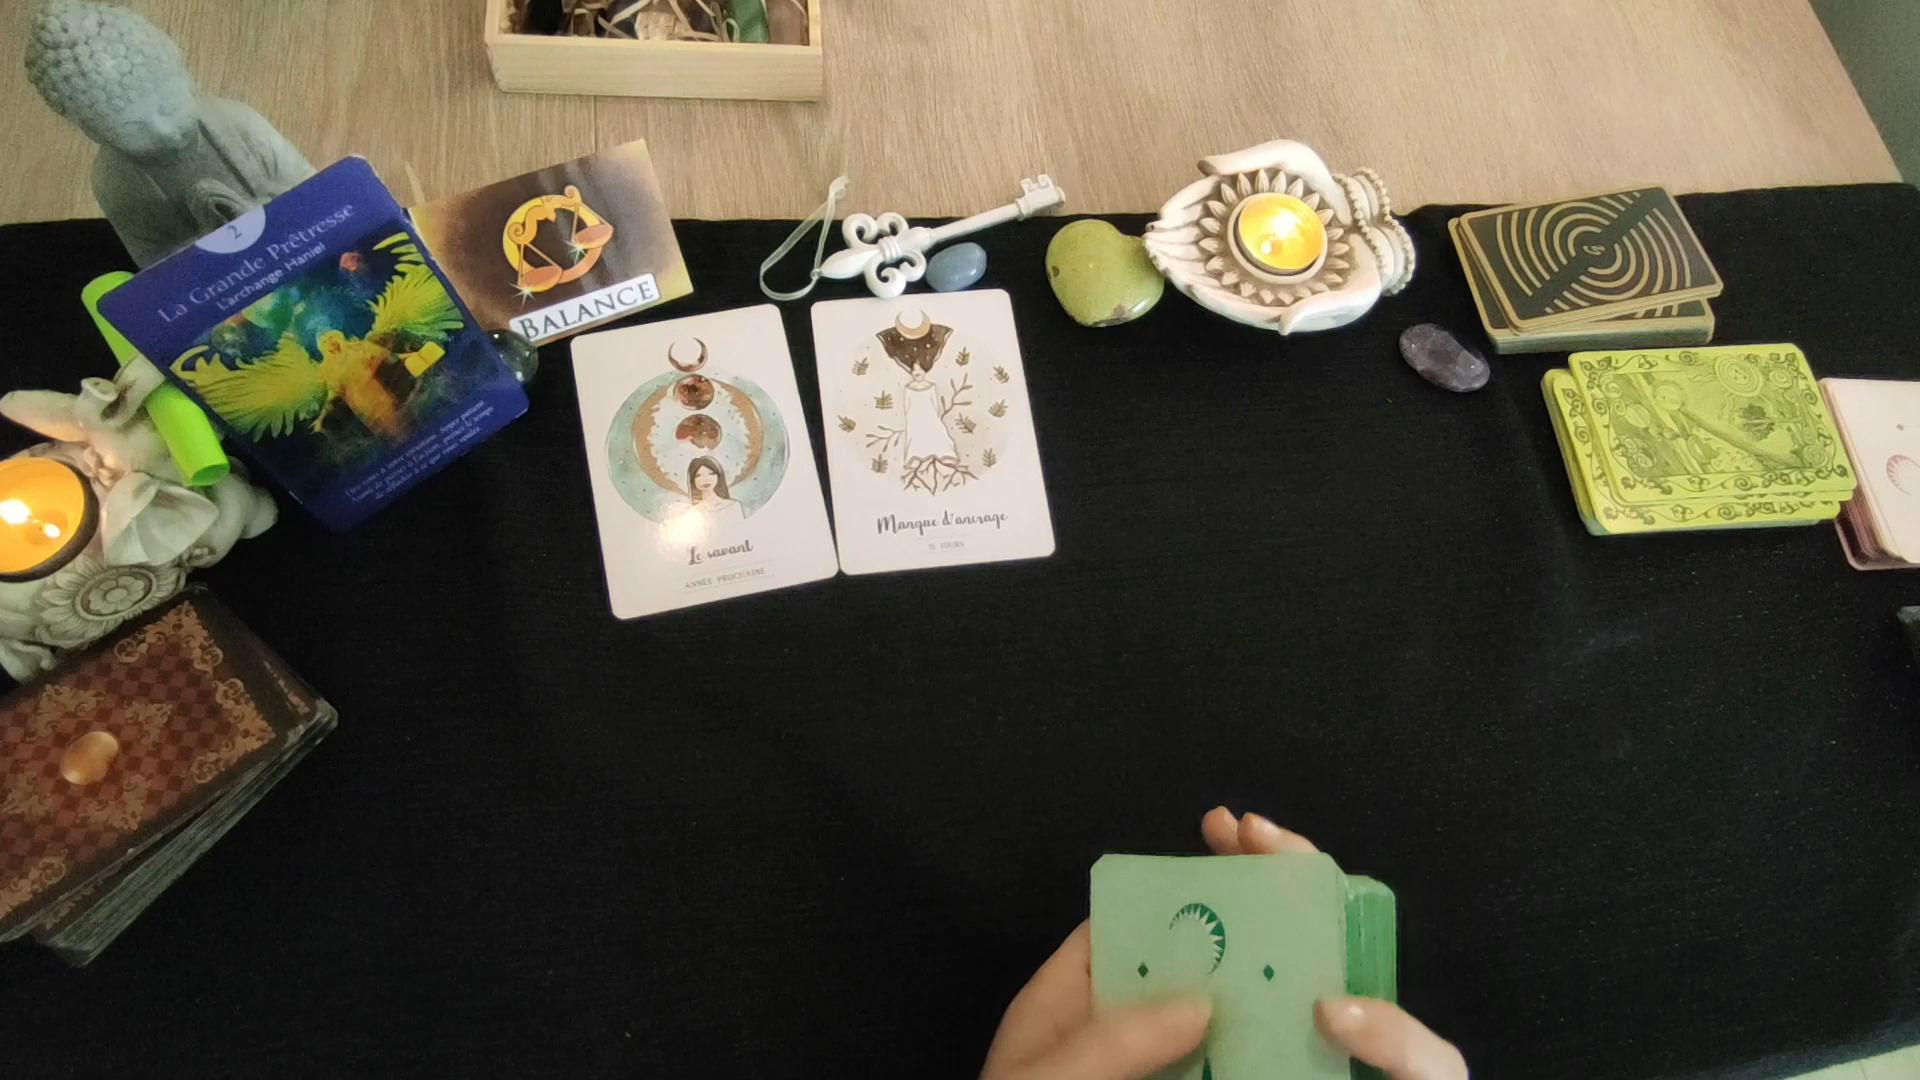 2
La Grande Prêtresse
L'archange Haniel
BALANCE
Le savant
ANNÉE PROCHAINE
Manque d'ancrage
15 JOURS